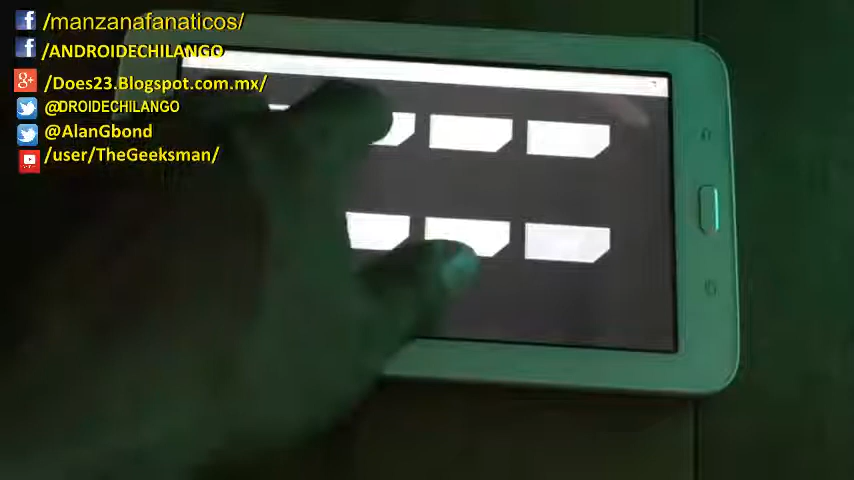 /manzanafanaticos/
/ANDROIDECHILANGO
/Does23.Blogspot.com.mx/
@DROIDECHILANGO
@AlanGbond
/user/TheGeeksman/